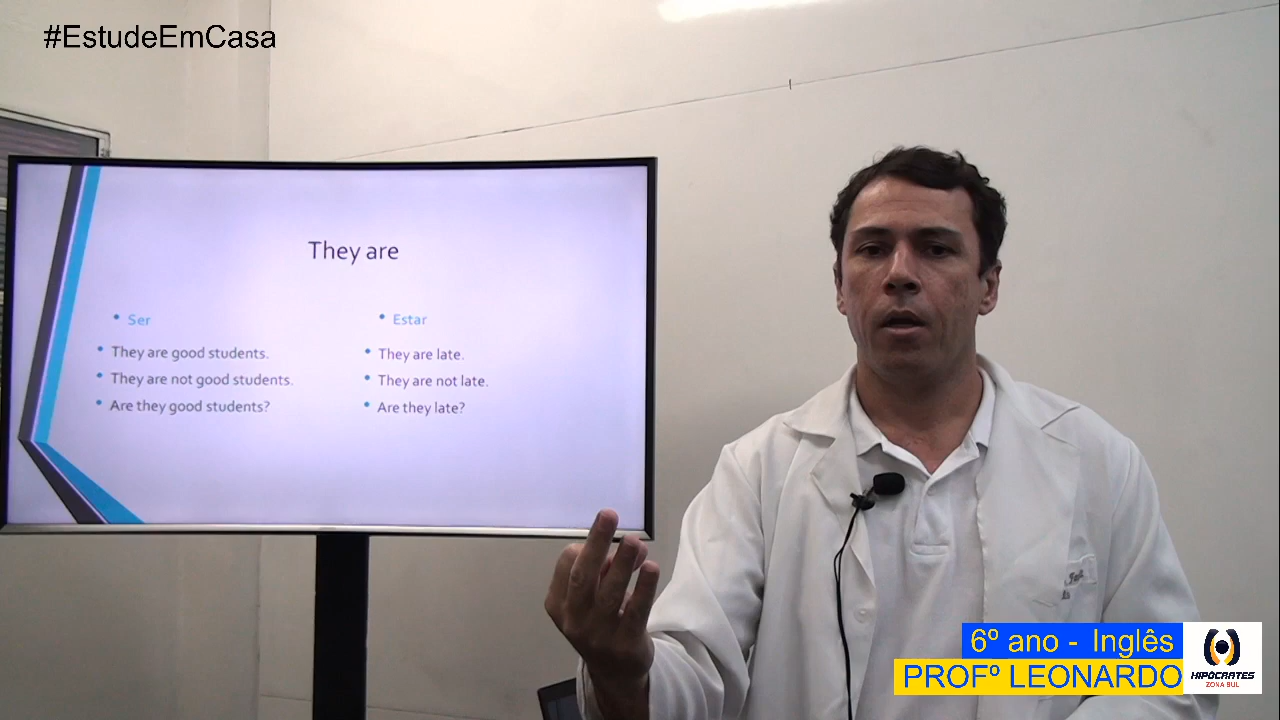 #EstudeEmCasa
They are
• Ser
• They are good students.
• They are not good students.
• Are they good students?
• Estar
• They are late.
• They are not late.
• Are they late?
6º ano - Inglês
PROFº LEONARDO
HIPÓCRATES
ZONA SUL